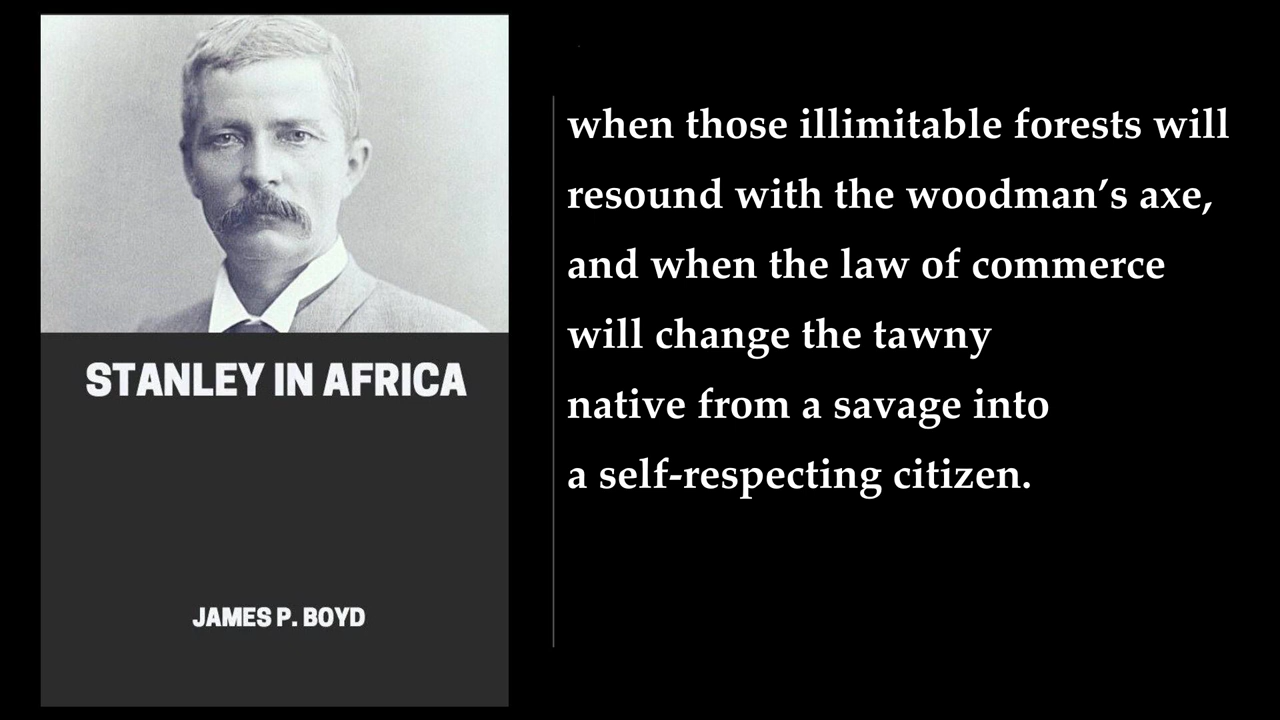 STANLEY IN AFRICA
JAMES P. BOYD
when those illimitable forests will
resound with the woodman’s axe,
and when the law of commerce
will change the tawny
native from a savage into
a self-respecting citizen.